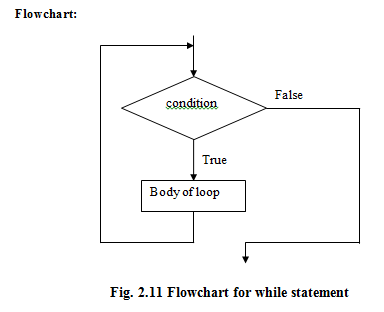 Flowchart:
condition
False
True
Body of loop
Fig. 2.11 Flowchart for while statement